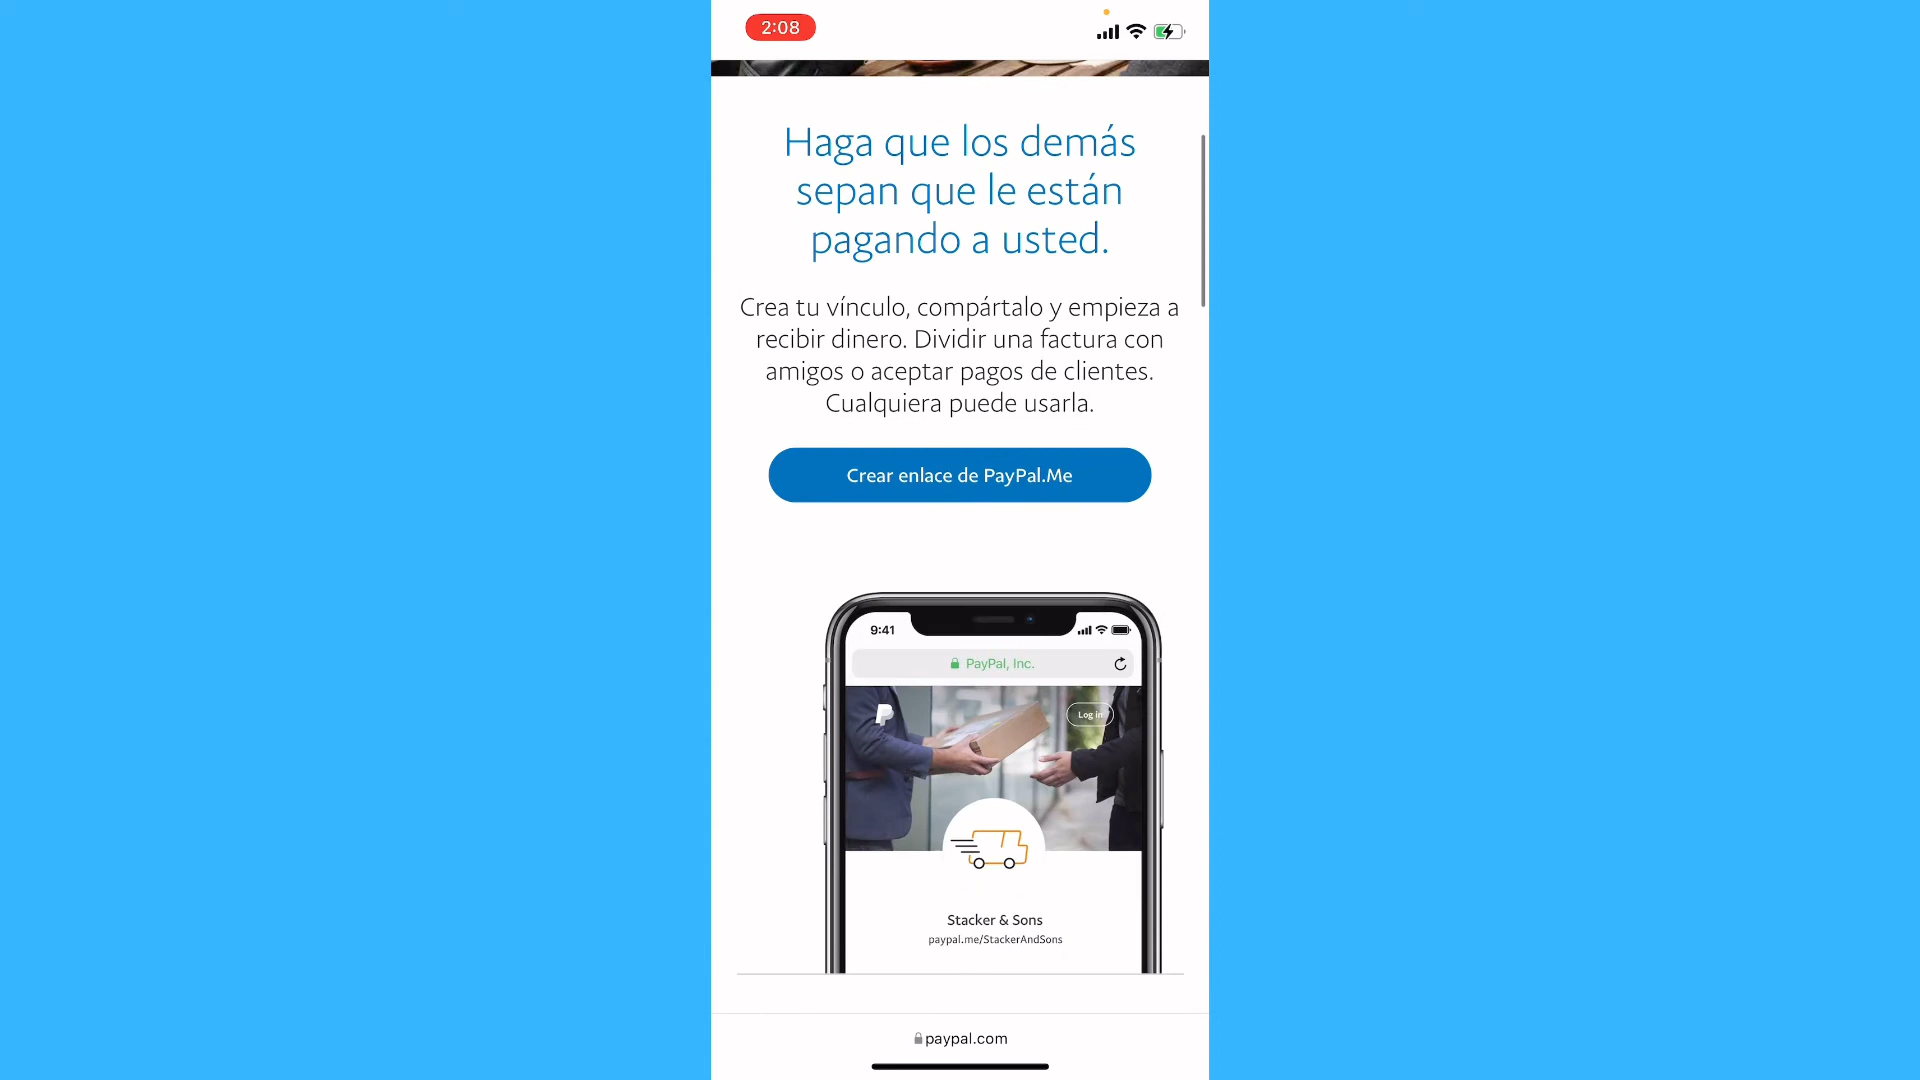 2:08
Haga que los demás
sepan que le están
pagando a usted.
Crea tu vínculo, compártalo y empieza a
recibir dinero. Dividir una factura con
amigos o aceptar pagos de clientes.
Cualquiera puede usarla.
Crear enlace de PayPal.Me
9:41
PayPal, Inc.
Log in
Stacker & Sons
paypal.me/StackerAndSons
paypal.com